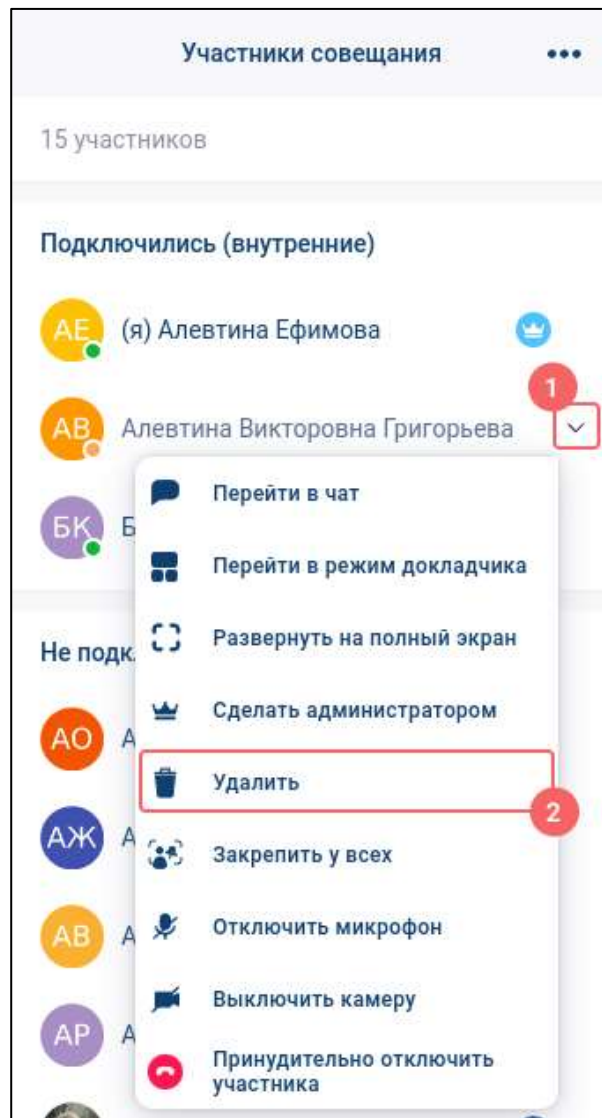 Участники совещания
15 участников
Подключились (внутренние)
АЕ (я) Алевтина Ефимова
1
АВ Алевтина Викторовна Григорьева
Перейти в чат
БК Б
Перейти в режим докладчика
Развернуть на полный экран
Не подк
Сделать администратором
АО А
Удалить
2
АЖ А
Закрепить у всех
АВ А
Отключить микрофон
Выключить камеру
АР А
Принудительно отключить
участника